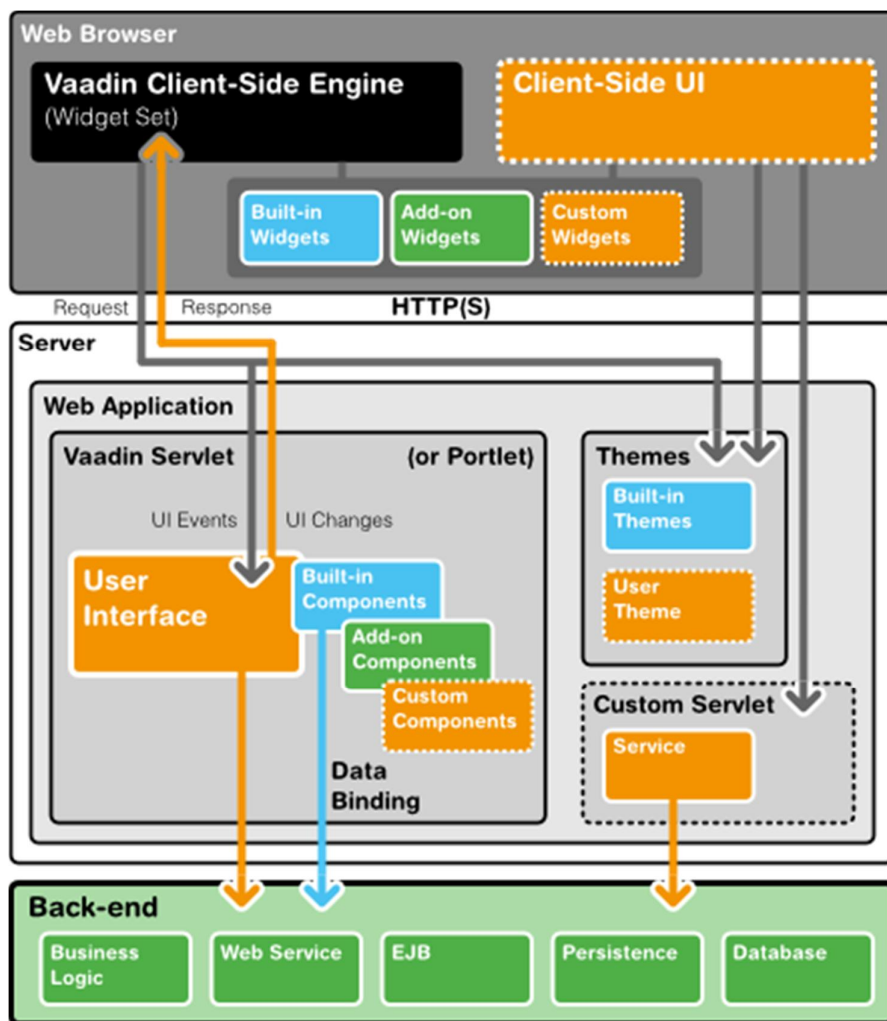 Web Browser
Vaadin Client-Side Engine
(Widget Set)
Client-Side UI
Built-in
Widgets
Add-on
Widgets
Custom
Widgets
Request
Response
HTTP(S)
Server
Web Application
Vaadin Servlet
(or Portlet)
UI Events
UI Changes
User
Interface
Built-in
Components
Add-on
Components
Custom
Components
Data
Binding
Themes
Built-in
Themes
User
Theme
Custom Servlet
Service
Back-end
Business
Logic
Web Service
EJB
Persistence
Database